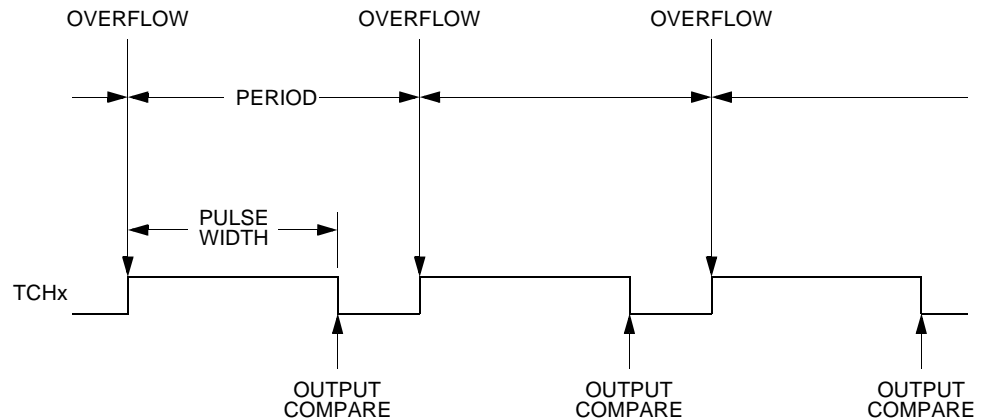 OVERFLOW OVERFLOW OVERFLOW
PERIOD
PULSE
WIDTH
TCHx
OUTPUT
COMPARE
OUTPUT
COMPARE
OUTPUT
COMPARE